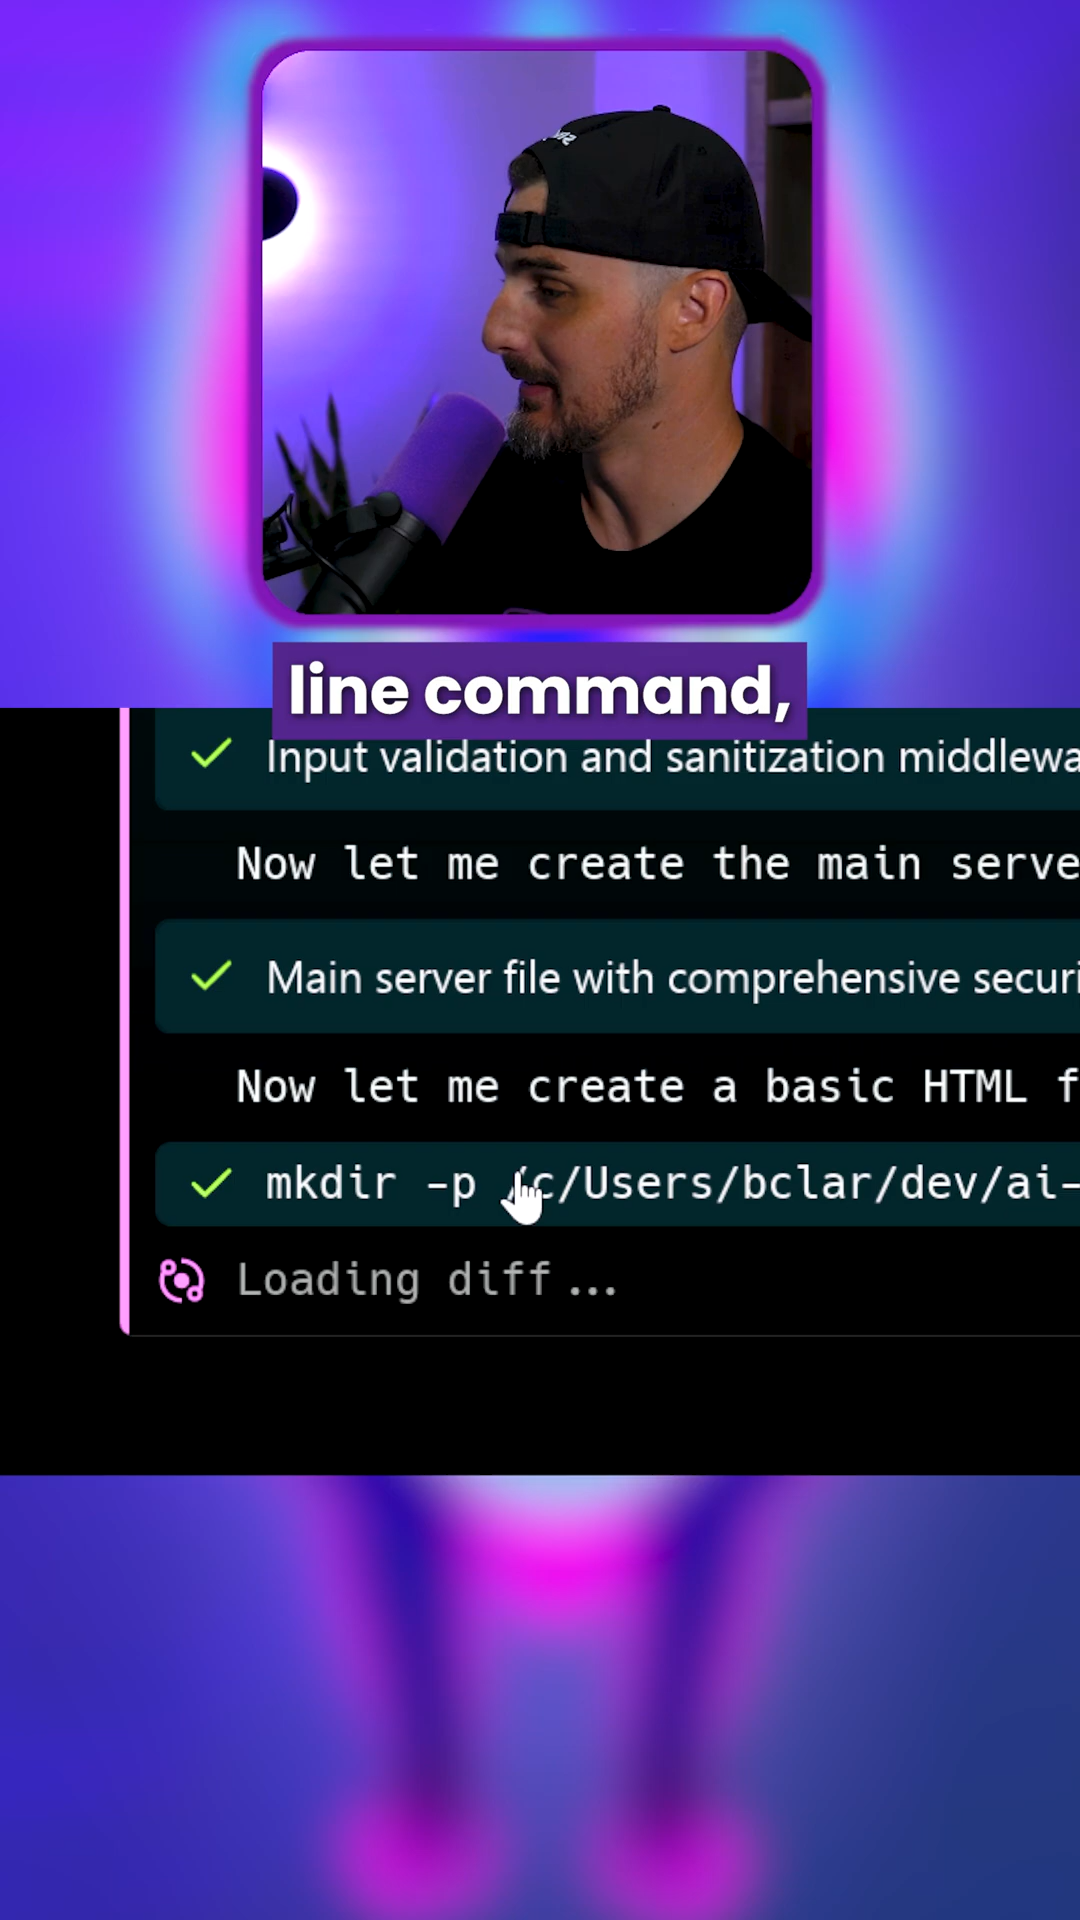 line command,
Input validation and sanitization middlewa
Now let me create the main serve
Main server file with comprehensive securi
Now let me create a basic HTML f
mkdir -p /c/Users/bclar/dev/ai-
Loading diff...